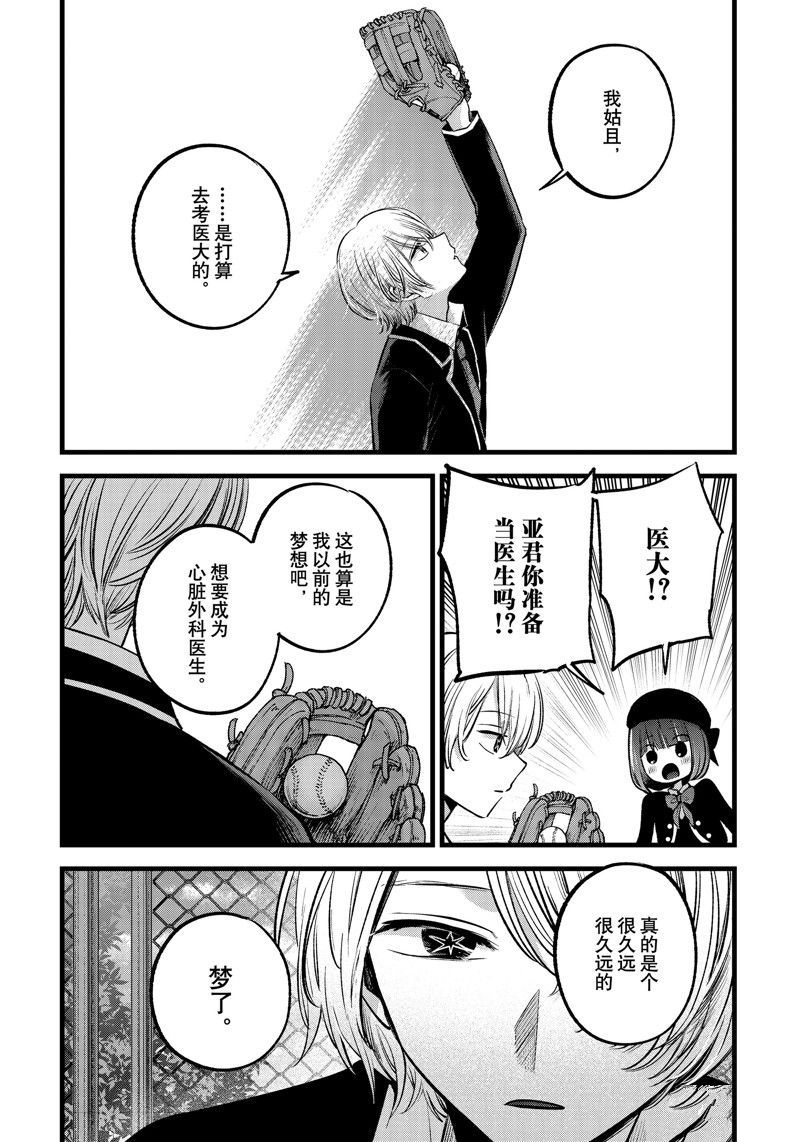 我姑且，
……是打算
去考医大的。
医大!?
亚君你准备
当医生吗!?
这也算是
我以前的
梦想吧，
想要成为
心脏外科医生。
真的是个
很久远
很久远的
梦了。